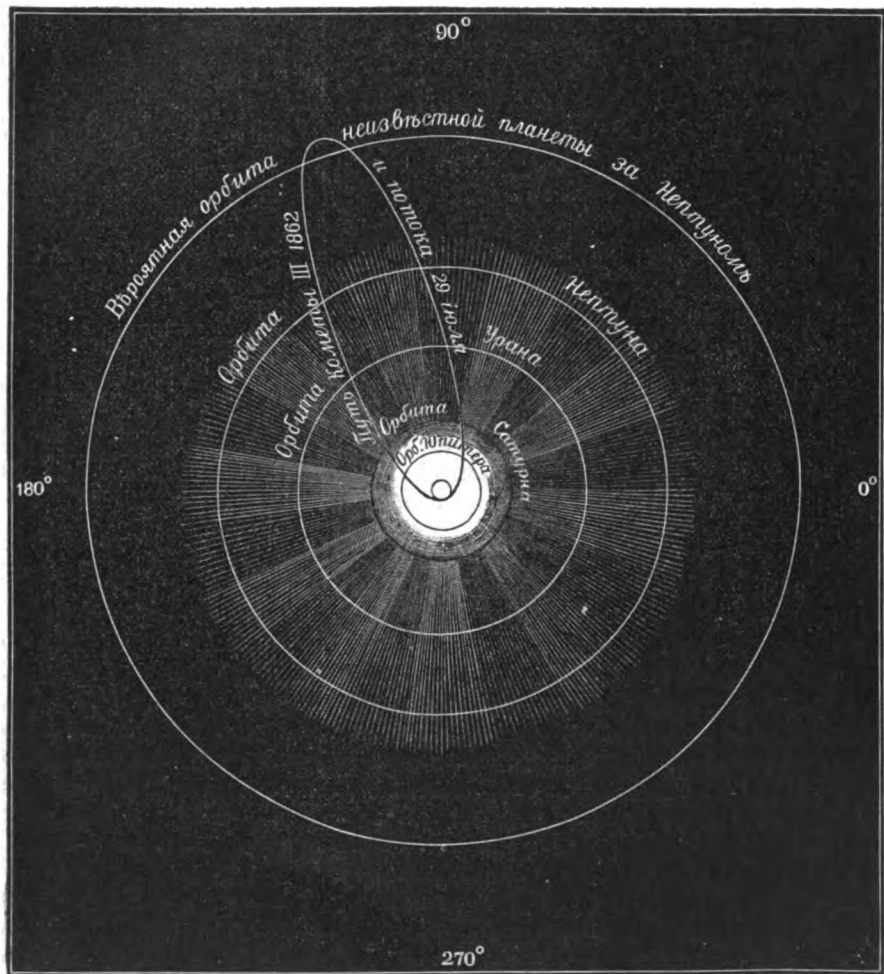 90°
Вѣроятная орбита неизвѣстной планеты за Нептуномъ
Путь Кометы III 1862 и потока 29 іюля
Орбита Нептуна
Орбита Урана
Орбита Сатурна
Орб. Юпитера
180°
0°
270°